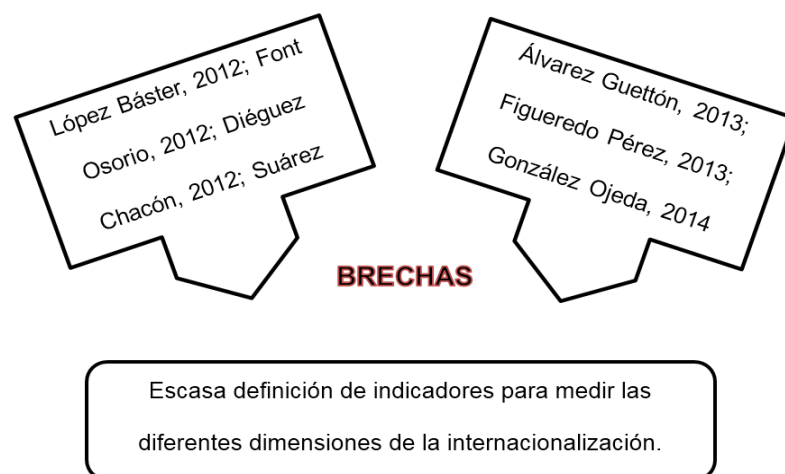 López Báster, 2012; Font
Osorio, 2012; Diéguez
Chacón, 2012; Suárez
Álvarez Guettón, 2013;
Figueredo Pérez, 2013;
González Ojeda, 2014
BRECHAS
Escasa definición de indicadores para medir las
diferentes dimensiones de la internacionalización.